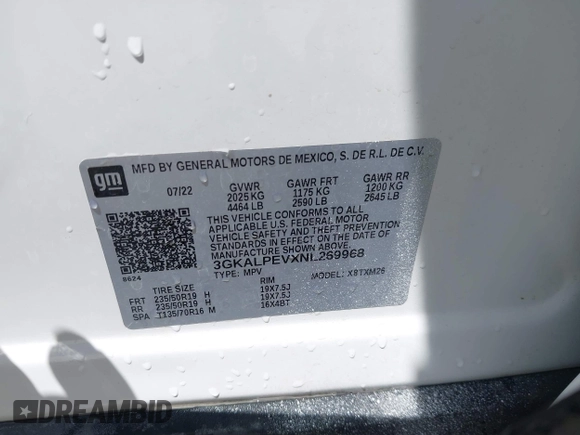 gm
MFD BY GENERAL MOTORS DE MEXICO, S. DE R.L. DE C.V.
07/22 GVWR GAWR FRT GAWR RR
2025 KG 1175 KG 1200 KG
4464 LB 2590 LB 2645 LB
THIS VEHICLE CONFORMS TO ALL
APPLICABLE U.S. FEDERAL MOTOR
VEHICLE SAFETY AND THEFT
PREVENTION STANDARDS IN EFFECT
ON THE DATE OF
MANUFACTURE SHOWN ABOVE.
3GKALPEVXNL269968
8624 TYPE: MPV MODEL: XBTXM26
TIRE SIZE RIM
FRT 235/50R19 H 19X7.5J
RR 235/50R19 H 19X7.5J
SPA T135/70R16 M 16X4BT
DREAMBID